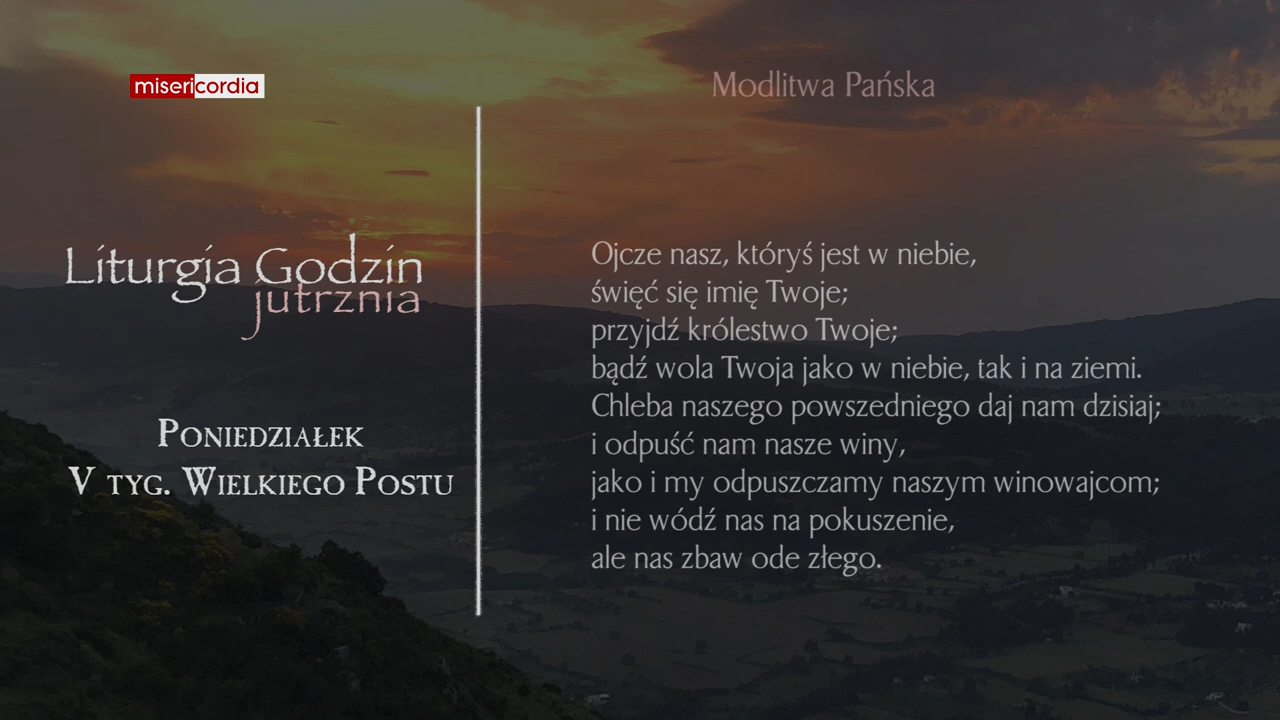 misericordia
Liturgia Godzin
jutrznia
Poniedziałek
V tyg. Wielkiego Postu
Modlitwa Pańska
Ojcze nasz, któryś jest w niebie,
święć się imię Twoje;
przyjdź królestwo Twoje;
bądź wola Twoja jako w niebie, tak i na ziemi.
Chleba naszego powszedniego daj nam dzisiaj;
i odpuść nam nasze winy,
jako i my odpuszczamy naszym winowajcom;
i nie wódź nas na pokuszenie,
ale nas zbaw ode złego.